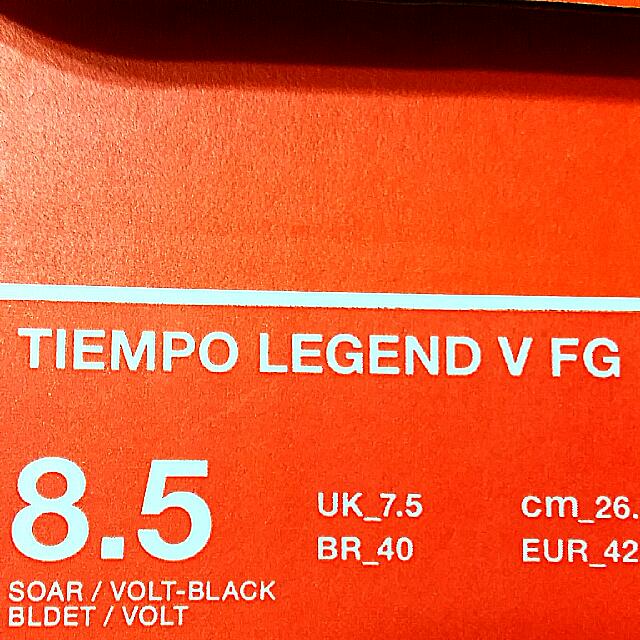 TIEMPO LEGEND V FG
8.5 UK_7.5 cm_26.
BR_40 EUR_42
SOAR / VOLT-BLACK
BLDET / VOLT